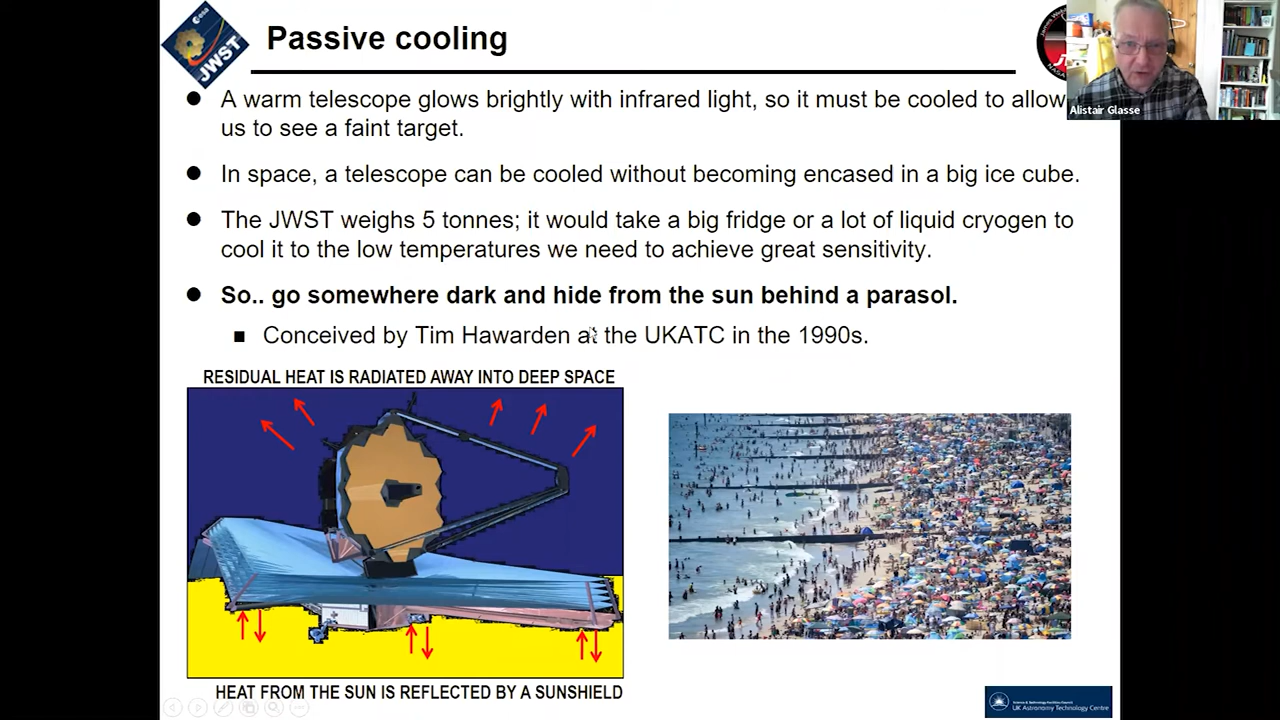 esa
JWST
Passive cooling
Alistair Glasse
A warm telescope glows brightly with infrared light, so it must be cooled to allow
us to see a faint target.
In space, a telescope can be cooled without becoming encased in a big ice cube.
The JWST weighs 5 tonnes; it would take a big fridge or a lot of liquid cryogen to
cool it to the low temperatures we need to achieve great sensitivity.
So.. go somewhere dark and hide from the sun behind a parasol.
Conceived by Tim Hawarden at the UKATC in the 1990s.
RESIDUAL HEAT IS RADIATED AWAY INTO DEEP SPACE
HEAT FROM THE SUN IS REFLECTED BY A SUNSHIELD
Science & Technology Facilities Council
UK Astronomy Technology Centre